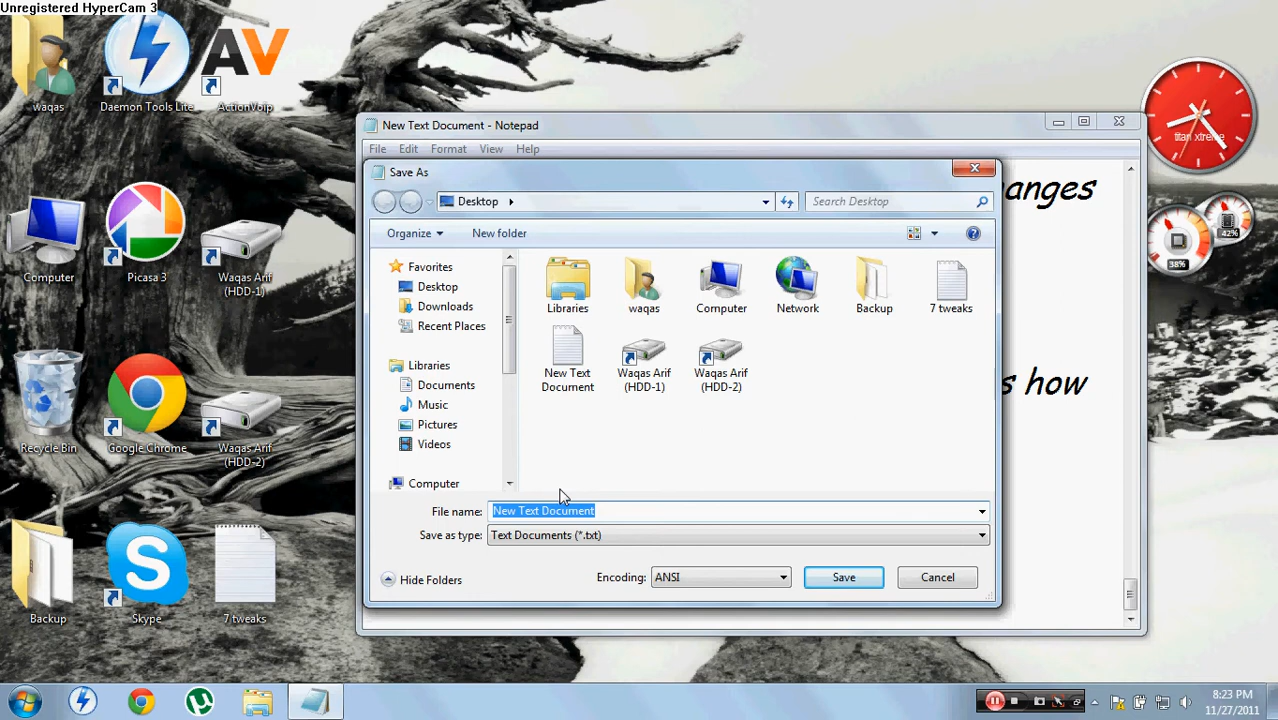 Unregistered HyperCam 3
waqas
Daemon Tools Lite
ActionVoip
AV
Computer
Picasa 3
Waqas Arif
(HDD-1)
Recycle Bin
Google Chrome
Waqas Arif
(HDD-2)
Backup
Skype
7 tweaks
New Text Document - Notepad
File Edit Format View Help
anges
s how
Save As
Desktop
Search Desktop
Organize
New folder
Favorites
Desktop
Downloads
Recent Places
Libraries
Documents
Music
Pictures
Videos
Computer
Libraries
waqas
Computer
Network
Backup
7 tweaks
New Text
Document
Waqas Arif
(HDD-1)
Waqas Arif
(HDD-2)
File name: New Text Document
Save as type: Text Documents (*.txt)
Hide Folders
Encoding: ANSI
Save
Cancel
titan xtreme
42%
38%
8:23 PM
11/27/2011